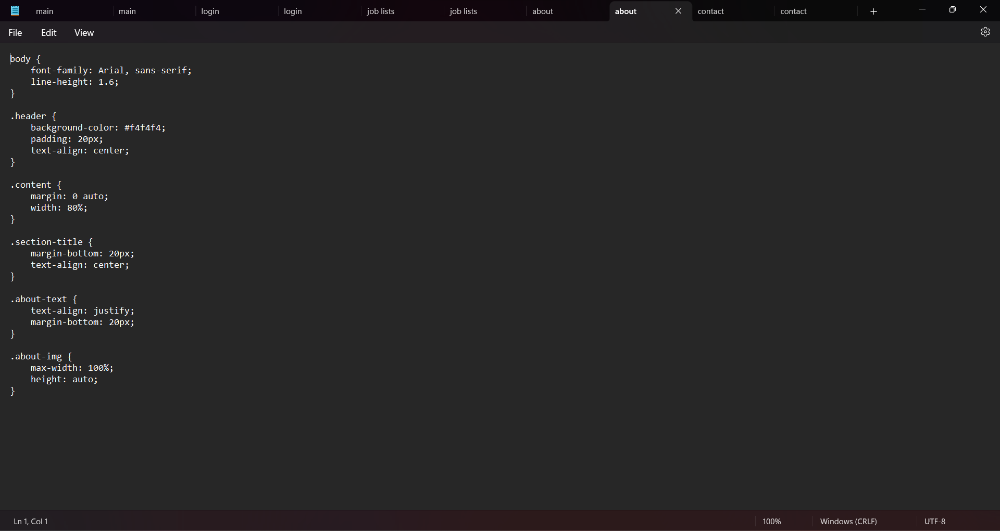 main main login login job lists job lists about about contact contact
File Edit View
body {
    font-family: Arial, sans-serif;
    line-height: 1.6;
}

.header {
    background-color: #f4f4f4;
    padding: 20px;
    text-align: center;
}

.content {
    margin: 0 auto;
    width: 80%;
}

.section-title {
    margin-bottom: 20px;
    text-align: center;
}

.about-text {
    text-align: justify;
    margin-bottom: 20px;
}

.about-img {
    max-width: 100%;
    height: auto;
}
Ln 1, Col 1 100% Windows (CRLF) UTF-8